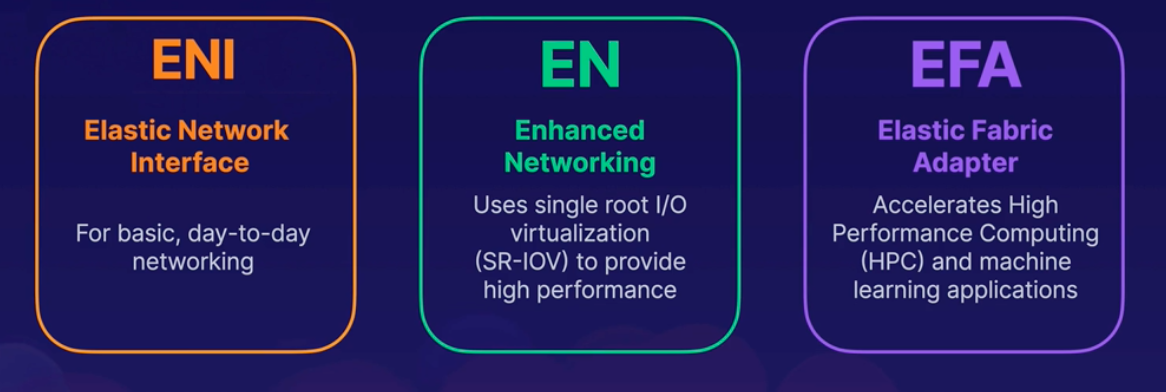 ENI
Elastic Network
Interface
For basic, day-to-day
networking
EN
Enhanced
Networking
Uses single root I/O
virtualization
(SR-IOV) to provide
high performance
EFA
Elastic Fabric
Adapter
Accelerates High
Performance Computing
(HPC) and machine
learning applications